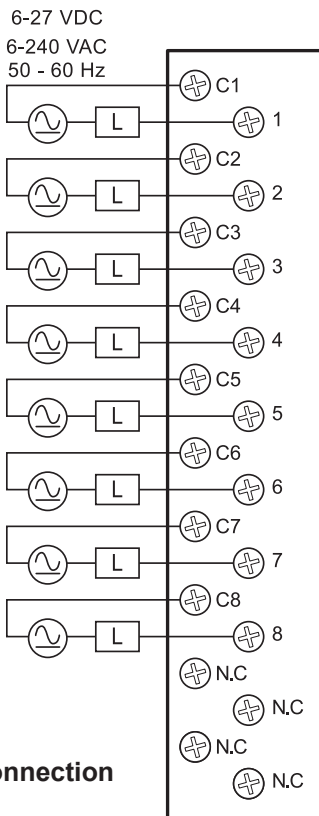 6-27 VDC
6-240 VAC
50 - 60 Hz
C1
L 1
C2
L 2
C3
L 3
C4
L 4
C5
L 5
C6
L 6
C7
L 7
C8
L 8
N.C
N.C
N.C
onnection
N.C